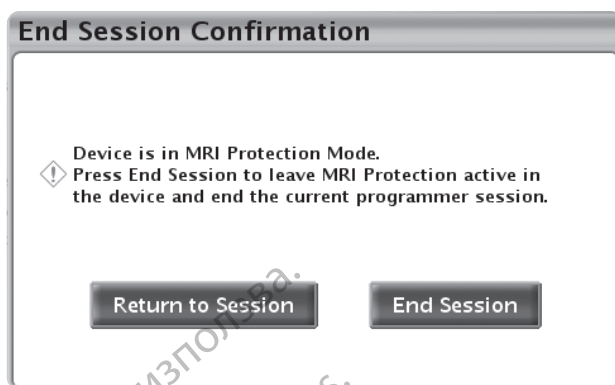 End Session Confirmation
Device is in MRI Protection Mode.
Press End Session to leave MRI Protection active in
the device and end the current programmer session.
Return to Session
End Session
използва.